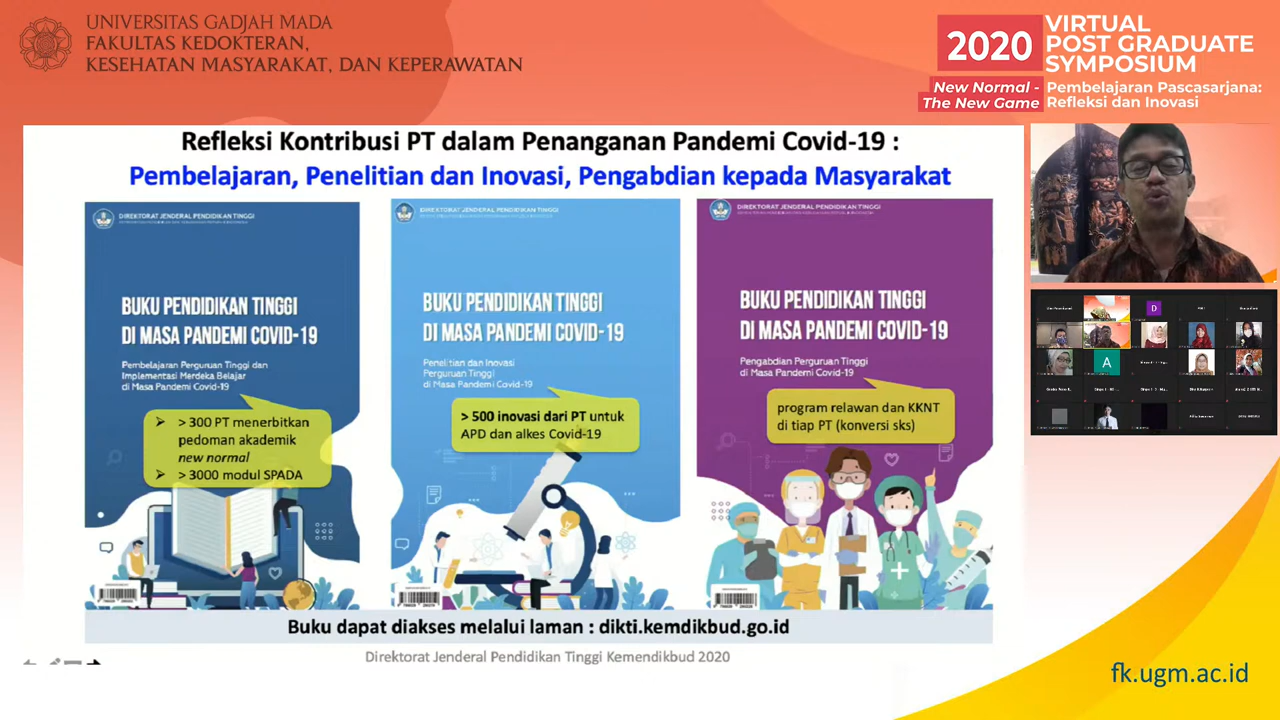 UNIVERSITAS GADJAH MADA
FAKULTAS KEDOKTERAN,
KESEHATAN MASYARAKAT, DAN KEPERAWATAN
2020
VIRTUAL
POST GRADUATE
SYMPOSIUM
New Normal -
The New Game
Pembelajaran Pascasarjana:
Refleksi dan Inovasi
Refleksi Kontribusi PT dalam Penanganan Pandemi Covid-19 :
Pembelajaran, Penelitian dan Inovasi, Pengabdian kepada Masyarakat
DIREKTORAT JENDERAL PENDIDIKAN TINGGI
BUKU PENDIDIKAN TINGGI
DI MASA PANDEMI COVID-19
Pembelajaran Perguruan Tinggi dan
Implementasi Merdeka Belajar
di Masa Pandemi Covid-19
➢ > 300 PT menerbitkan
pedoman akademik
new normal
➢ > 3000 modul SPADA
DIREKTORAT JENDERAL PENDIDIKAN TINGGI
BUKU PENDIDIKAN TINGGI
DI MASA PANDEMI COVID-19
Penelitian dan Inovasi
Perguruan Tinggi
di Masa Pandemi Covid-19
> 500 inovasi dari PT untuk
APD dan alkes Covid-19
DIREKTORAT JENDERAL PENDIDIKAN TINGGI
BUKU PENDIDIKAN TINGGI
DI MASA PANDEMI COVID-19
Pengabdian Perguruan Tinggi
di Masa Pandemi Covid-19
program relawan dan KKNT
di tiap PT (konversi sks)
Buku dapat diakses melalui laman : dikti.kemdikbud.go.id
Direktorat Jenderal Pendidikan Tinggi Kemendikbud 2020
D
A
fk.ugm.ac.id